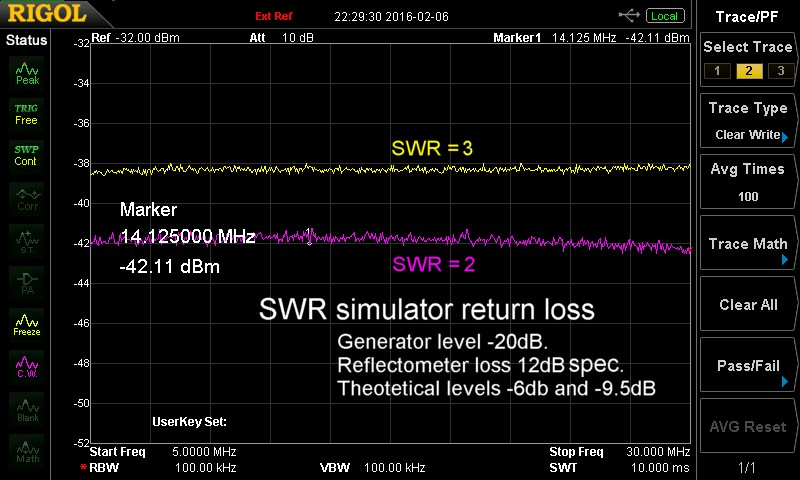 RIGOL
Ext Ref
22:29:30 2016-02-06
Local
Trace/PF
Status
Ref -32.00 dBm
Att 10 dB
Marker1 14.125 MHz -42.11 dBm
-32
-34
-36
-38
-40
-42
-44
-46
-48
-50
-52
Peak
TRIG
Free
SWP
Cont
Corr
S.T
PA
Freeze
C.W.
Blank
Math
SWR = 3
Marker
14.125000 MHz
-42.11 dBm
1
SWR = 2
SWR simulator return loss
Generator level -20dB.
Reflectometer loss 12dB spec.
Theotetical levels -6db and -9.5dB
UserKey Set:
Start Freq 5.0000 MHz
Stop Freq 30.000 MHz
*RBW 100.00 kHz
VBW 100.00 kHz
SWT 10.000 ms
Select Trace
1 2 3
Trace Type
Clear Write
Avg Times
100
Trace Math
Clear All
Pass/Fail
AVG Reset
1/1